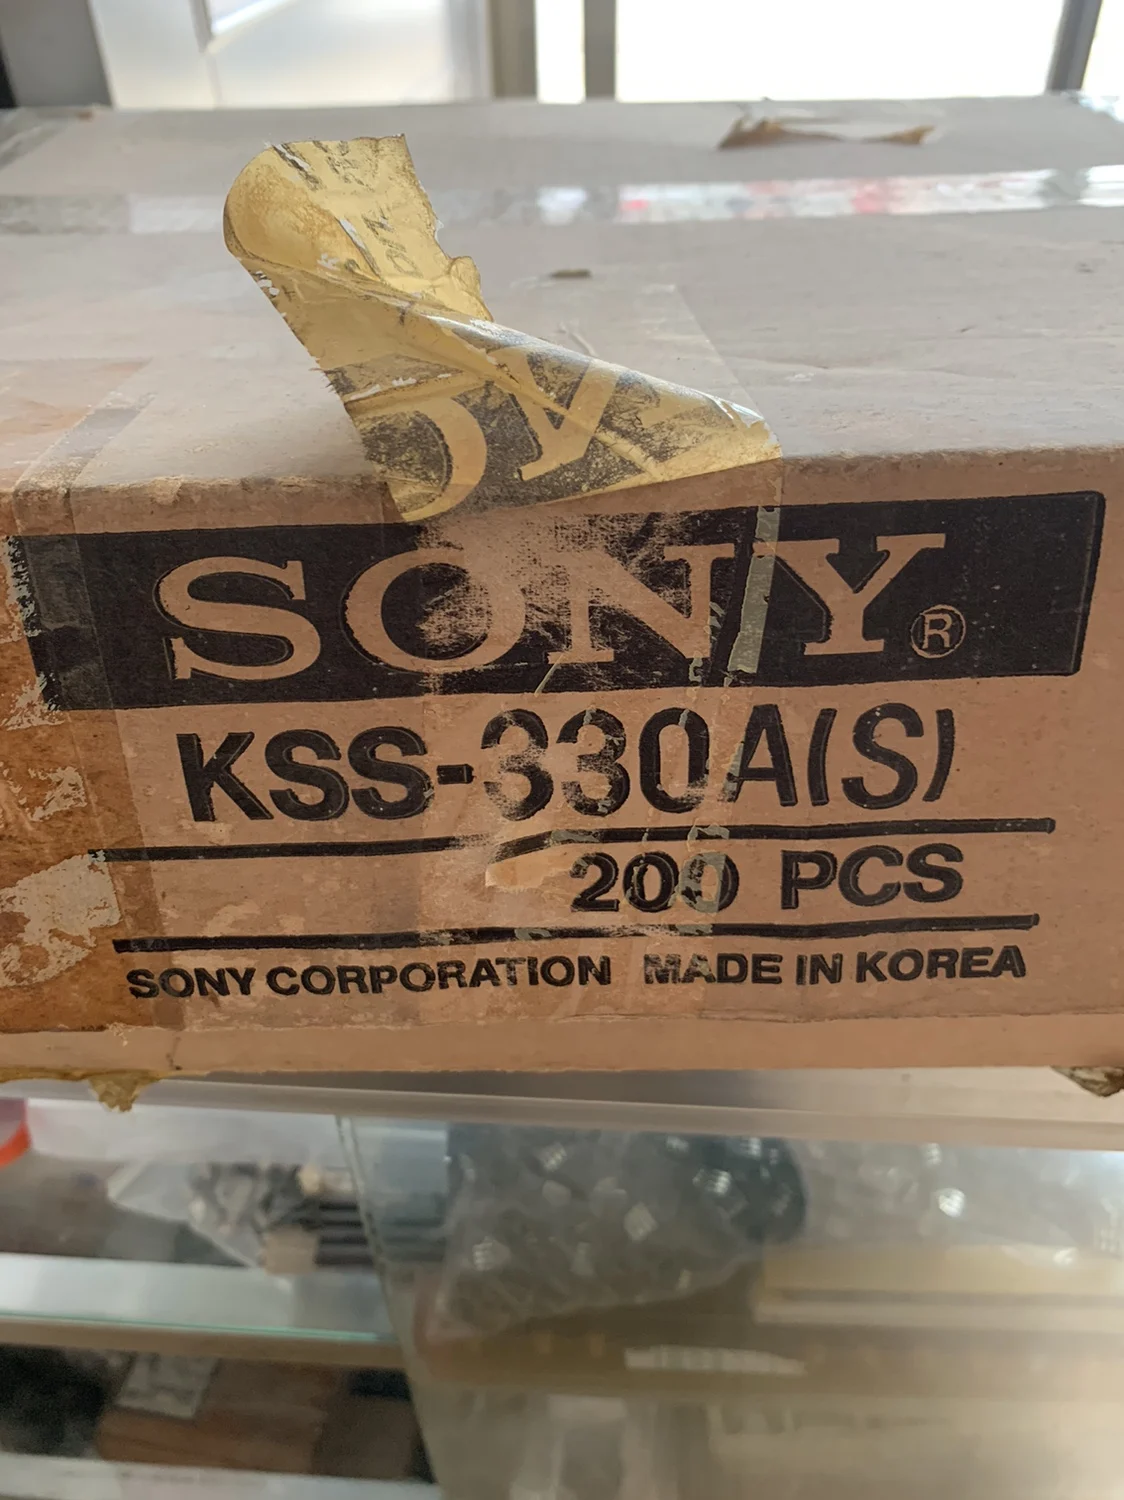 SONY®
KSS-330A(S)
200 PCS
SONY CORPORATION MADE IN KOREA